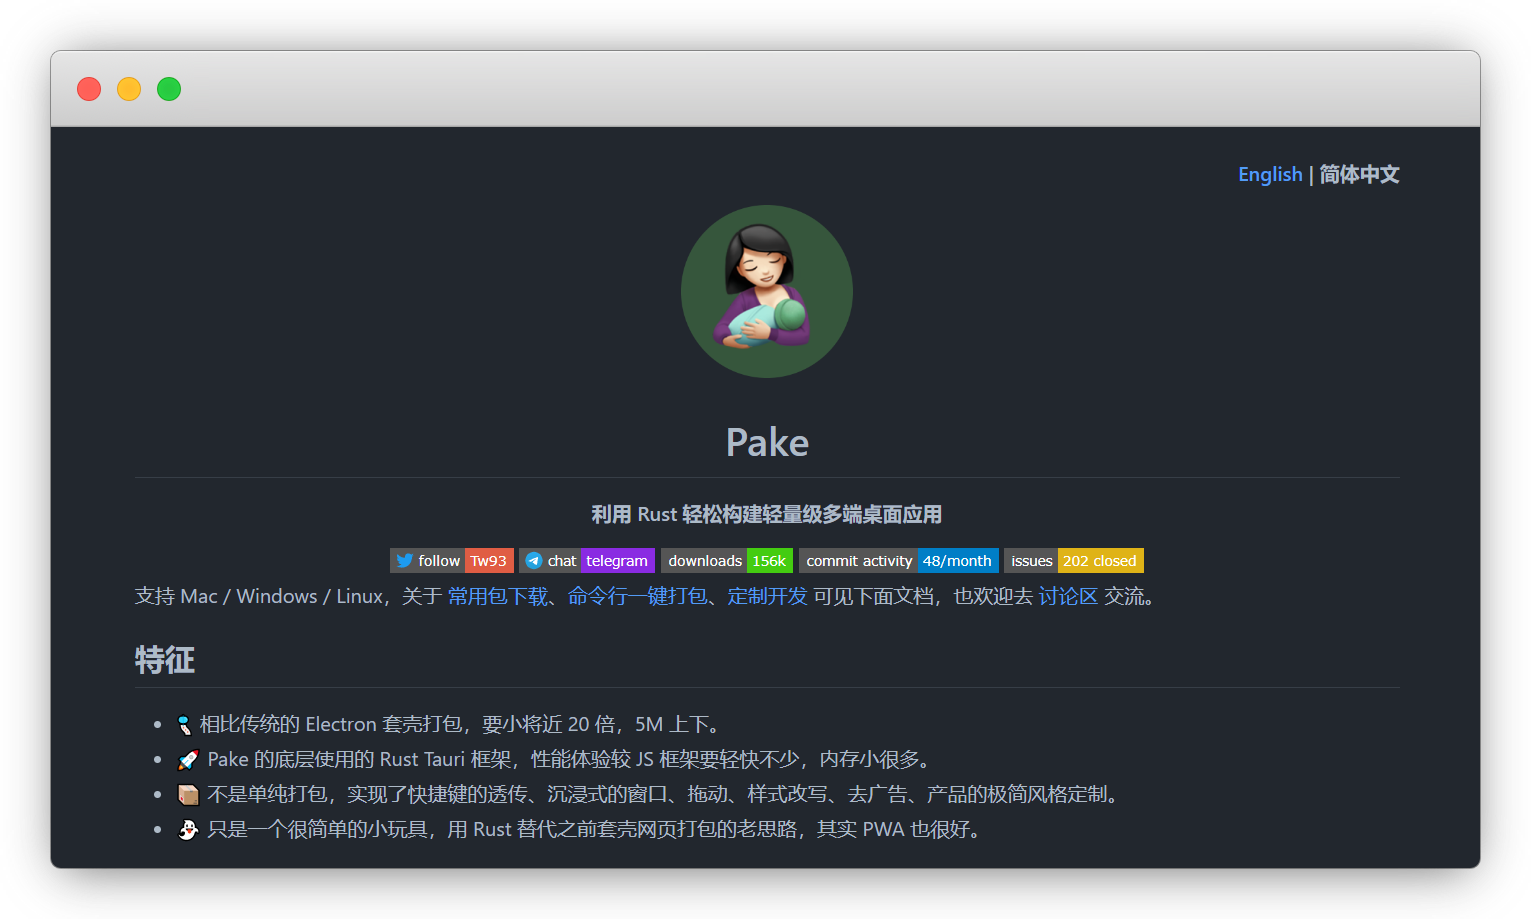 English | 简体中文
Pake
利用 Rust 轻松构建轻量级多端桌面应用
follow Tw93 chat telegram downloads 156k commit activity 48/month issues 202 closed
支持 Mac / Windows / Linux，关于 常用包下载、命令行一键打包、定制开发 可见下面文档，也欢迎去 讨论区 交流。
特征
相比传统的 Electron 套壳打包，要小将近 20 倍，5M 上下。
Pake 的底层使用的 Rust Tauri 框架，性能体验较 JS 框架要轻快不少，内存小很多。
不是单纯打包，实现了快捷键的透传、沉浸式的窗口、拖动、样式改写、去广告、产品的极简风格定制。
只是一个很简单的小玩具，用 Rust 替代之前套壳网页打包的老思路，其实 PWA 也很好。